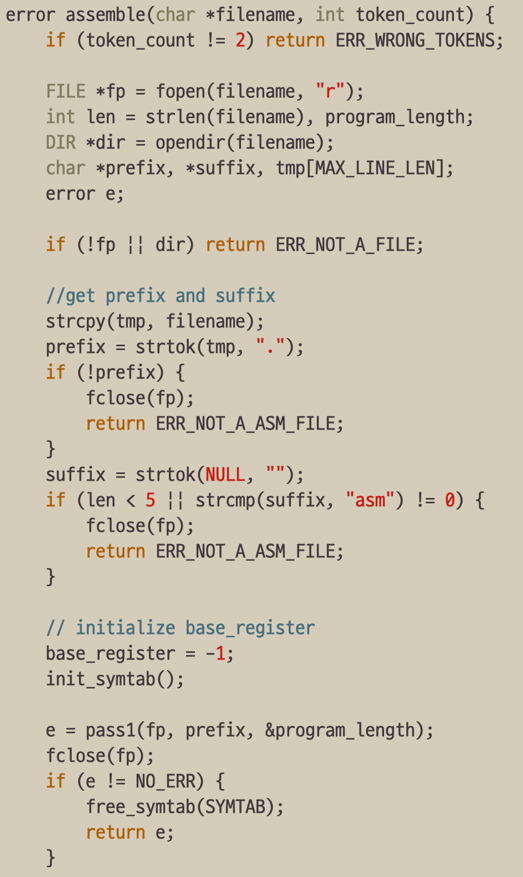 error assemble(char *filename, int token_count) {
    if (token_count != 2) return ERR_WRONG_TOKENS;

    FILE *fp = fopen(filename, "r");
    int len = strlen(filename), program_length;
    DIR *dir = opendir(filename);
    char *prefix, *suffix, tmp[MAX_LINE_LEN];
    error e;

    if (!fp || dir) return ERR_NOT_A_FILE;

    //get prefix and suffix
    strcpy(tmp, filename);
    prefix = strtok(tmp, ".");
    if (!prefix) {
        fclose(fp);
        return ERR_NOT_A_ASM_FILE;
    }
    suffix = strtok(NULL, "");
    if (len < 5 || strcmp(suffix, "asm") != 0) {
        fclose(fp);
        return ERR_NOT_A_ASM_FILE;
    }

    // initialize base_register
    base_register = -1;
    init_symtab();

    e = pass1(fp, prefix, &program_length);
    fclose(fp);
    if (e != NO_ERR) {
        free_symtab(SYMTAB);
        return e;
    }